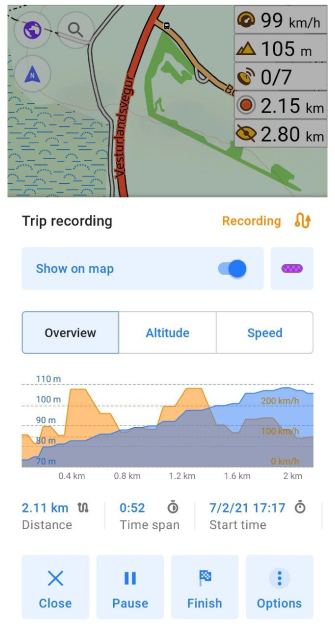 99 km/h
105 m
0/7
2.15 km
2.80 km
Vesturlandsvegur
N
Trip recording
Recording
Show on map
Overview
Altitude
Speed
110 m
100 m
90 m
80 m
70 m
200 km/h
100 km/h
0 km/h
0.4 km
0.8 km
1.2 km
1.6 km
2 km
2.11 km
0:52
7/2/21 17:17
Distance
Time span
Start time
Close
Pause
Finish
Options